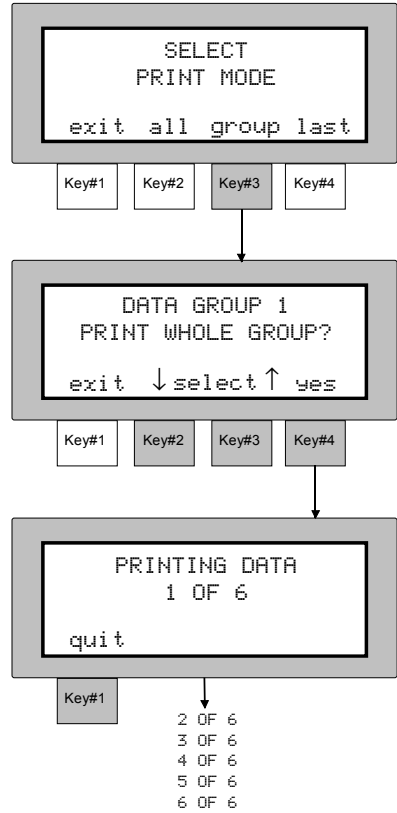 SELECT
PRINT MODE
exit all group last
Key#1 Key#2 Key#3 Key#4
DATA GROUP 1
PRINT WHOLE GROUP?
exit ↓select↑ yes
Key#1 Key#2 Key#3 Key#4
PRINTING DATA
1 OF 6
quit
Key#1
2 OF 6
3 OF 6
4 OF 6
5 OF 6
6 OF 6